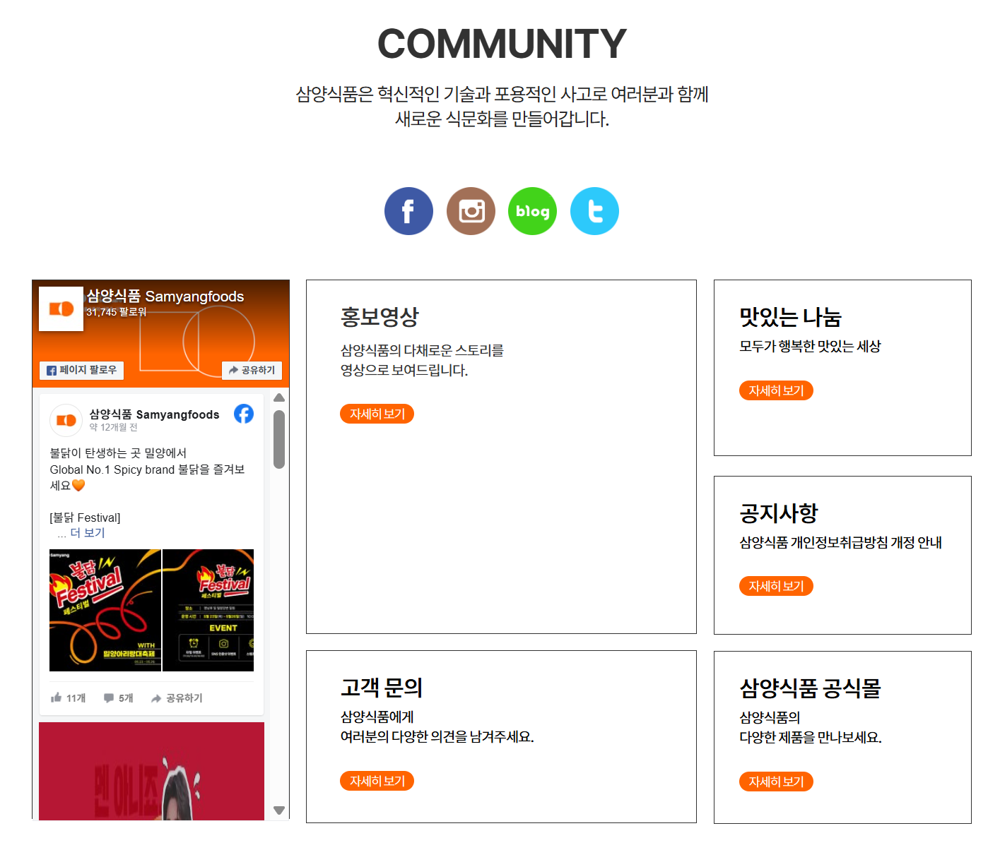 COMMUNITY
삼양식품은 혁신적인 기술과 포용적인 사고로 여러분과 함께
새로운 식문화를 만들어갑니다.
f
blog
t
삼양식품 Samyangfoods
31,745 팔로워
페이지 팔로우
공유하기
삼양식품 Samyangfoods
약 12개월 전
불닭이 탄생하는 곳 밀양에서
Global No.1 Spicy brand 불닭을 즐겨보
세요🧡
[불닭 Festival]
... 더 보기
Samyang
불닭 IN
Festival
페스티벌
WITH
밀양아리랑대축제
불닭 IN
Festival
페스티벌
장소
운영 시간
EVENT
11개
5개
공유하기
멘 아니죠
홍보영상
삼양식품의 다채로운 스토리를
영상으로 보여드립니다.
자세히 보기
맛있는 나눔
모두가 행복한 맛있는 세상
자세히 보기
공지사항
삼양식품 개인정보취급방침 개정 안내
자세히 보기
고객 문의
삼양식품에게
여러분의 다양한 의견을 남겨주세요.
자세히 보기
삼양식품 공식몰
삼양식품의
다양한 제품을 만나보세요.
자세히 보기